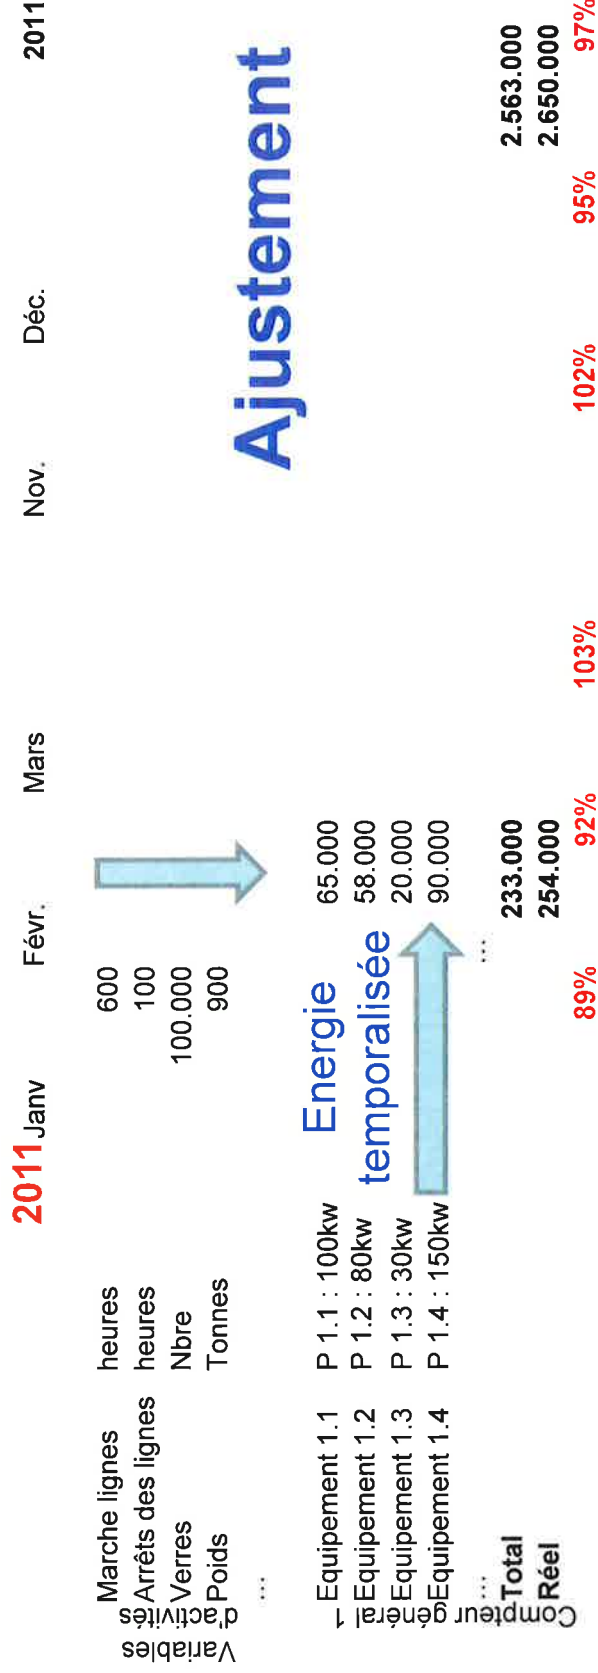 2011 Janv Févr. Mars Nov. Déc. 2011
Variables d'activités
Marche lignes heures 600
Arrêts des lignes heures 100
Verres Nbre 100.000
Poids Tonnes 900
...
Ajustement
Energie
temporalisée
Compteur général 1
Equipement 1.1 P 1.1 : 100kw 65.000
Equipement 1.2 P 1.2 : 80kw 58.000
Equipement 1.3 P 1.3 : 30kw 20.000
Equipement 1.4 P 1.4 : 150kw 90.000
... ...
Total 233.000 2.563.000
Réel 254.000 2.650.000
89% 92% 103% 102% 95% 97%